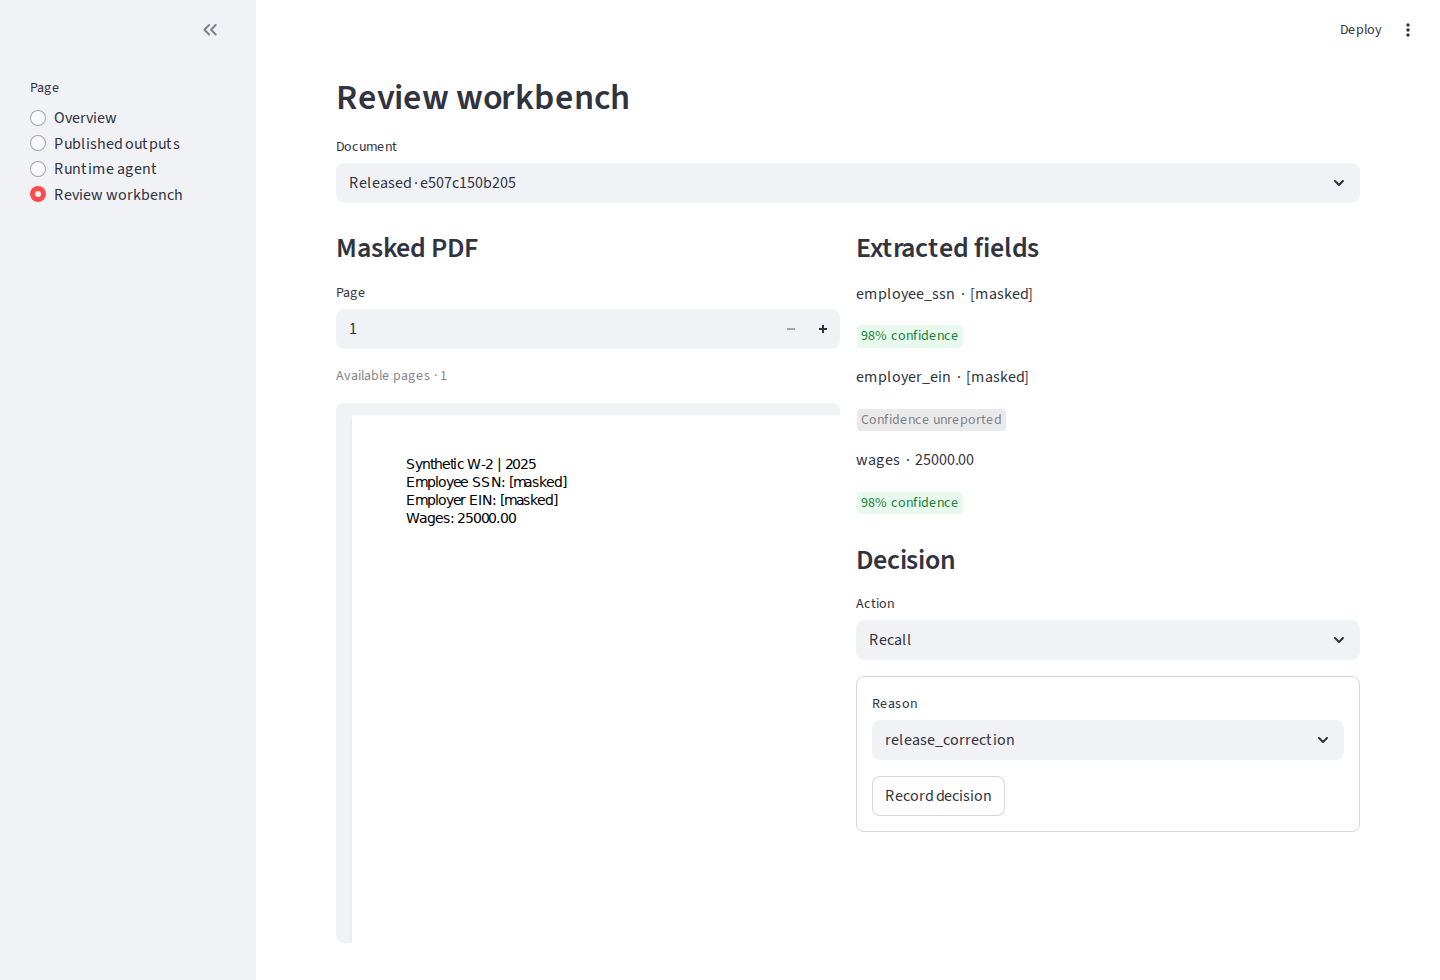 Deploy
Page
Overview
Published outputs
Runtime agent
Review workbench
Review workbench
Document
Released · e507c150b205
Masked PDF
Page
1
Available pages · 1
Synthetic W-2 | 2025
Employee SSN: [masked]
Employer EIN: [masked]
Wages: 25000.00
Extracted fields
employee_ssn · [masked]
98% confidence
employer_ein · [masked]
Confidence unreported
wages · 25000.00
98% confidence
Decision
Action
Recall
Reason
release_correction
Record decision